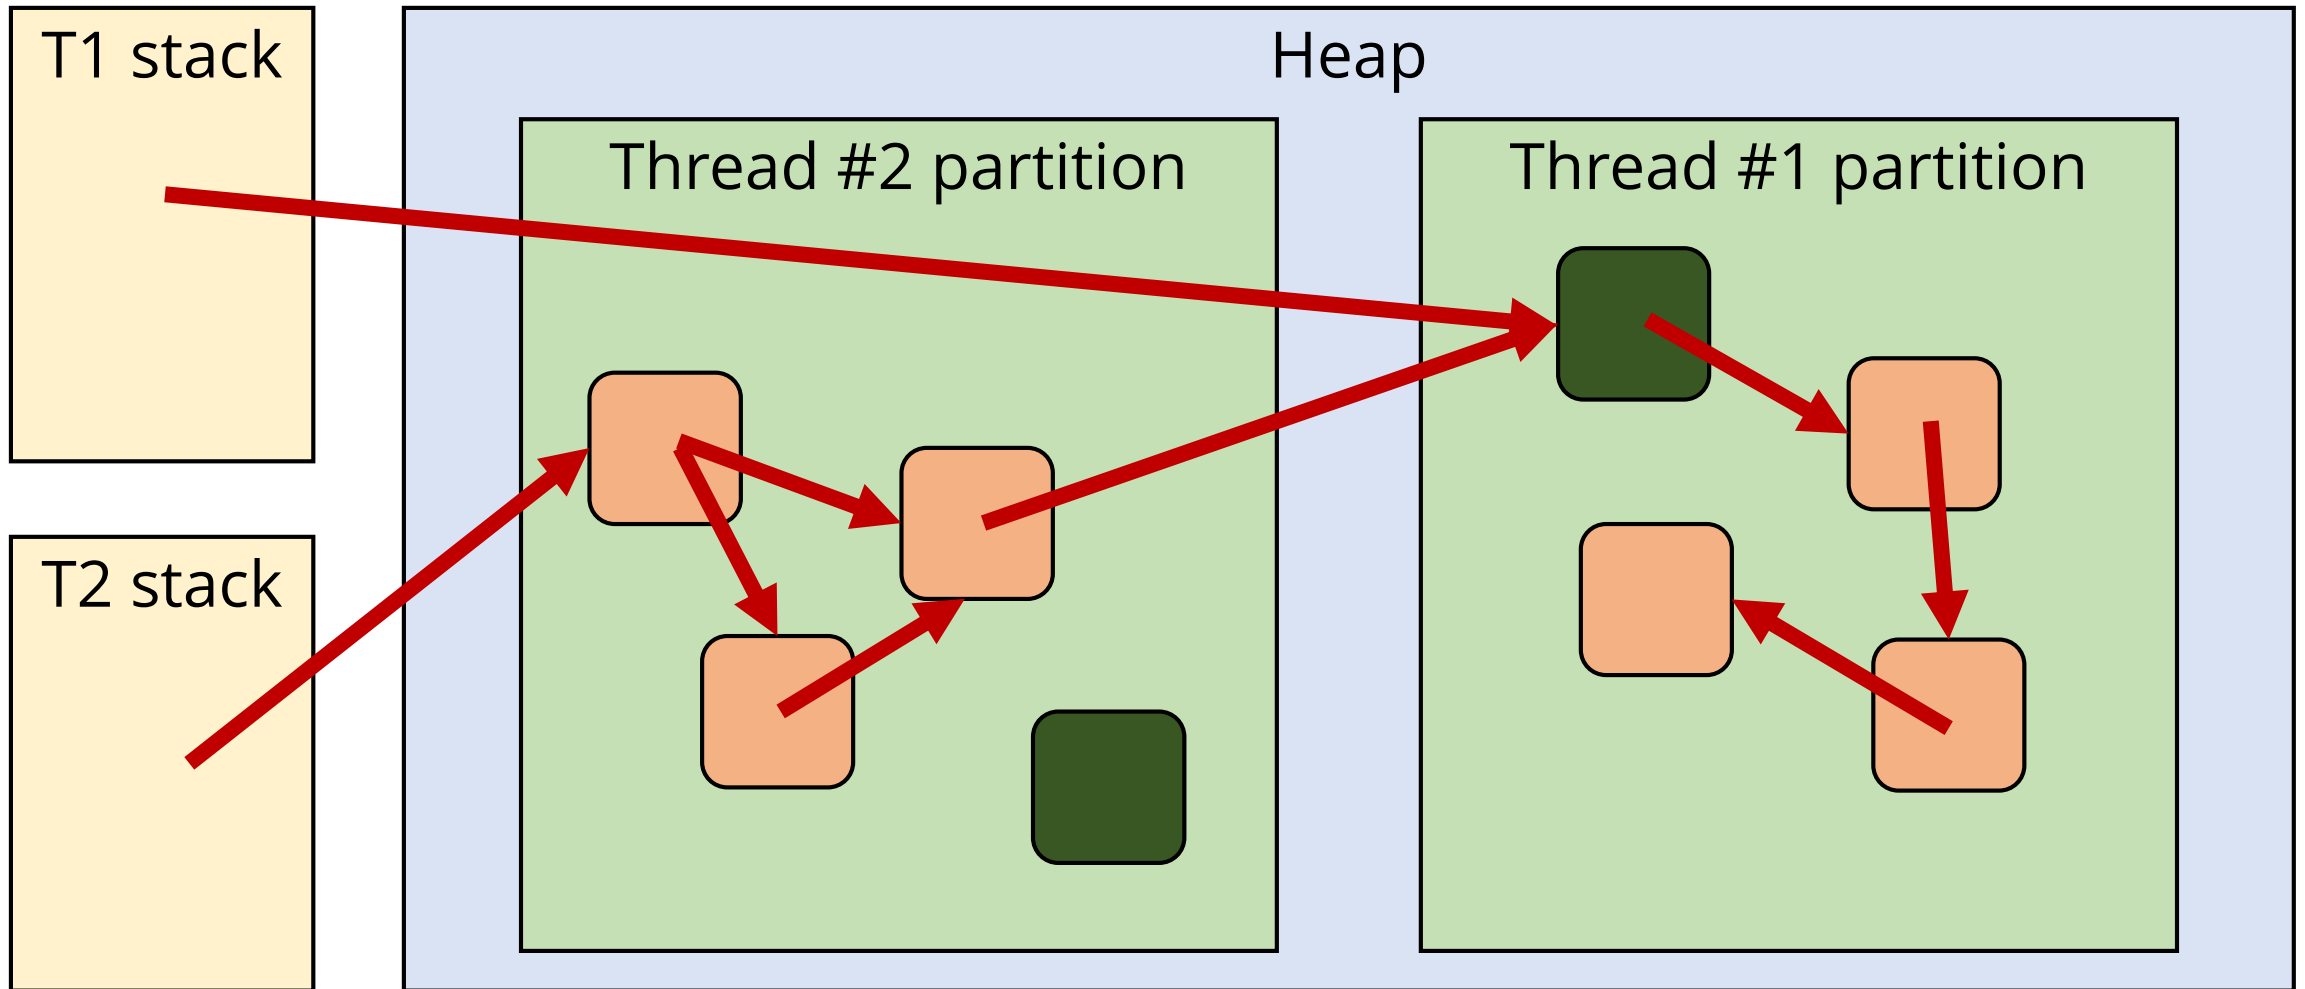 T1 stack
Heap
Thread #2 partition
Thread #1 partition
T2 stack